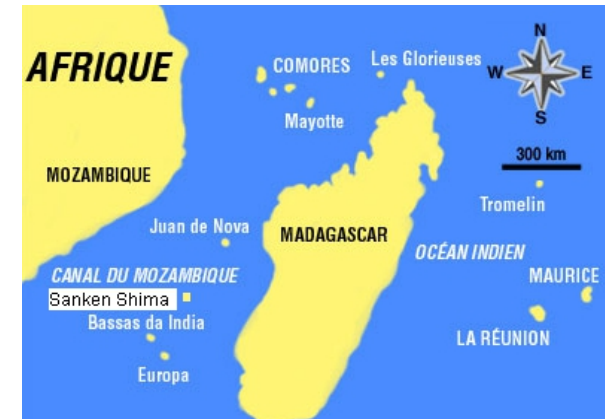 AFRIQUE
COMORES
Les Glorieuses
N
W
E
S
Mayotte
300 km
MOZAMBIQUE
Tromelin
Juan de Nova
MADAGASCAR
OCÉAN INDIEN
CANAL DU MOZAMBIQUE
MAURICE
Sanken Shima
Bassas da India
LA RÉUNION
Europa